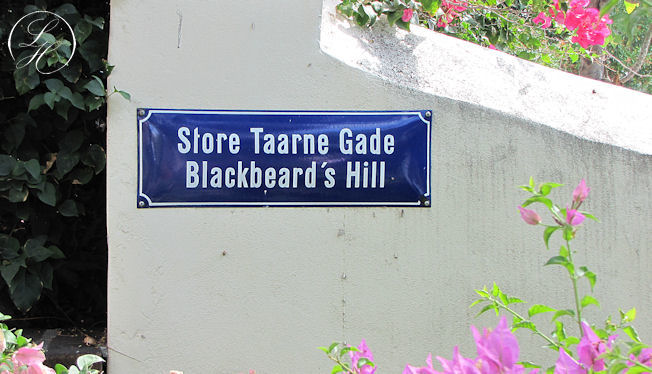 Store Taarne Gade
Blackbeard's Hill